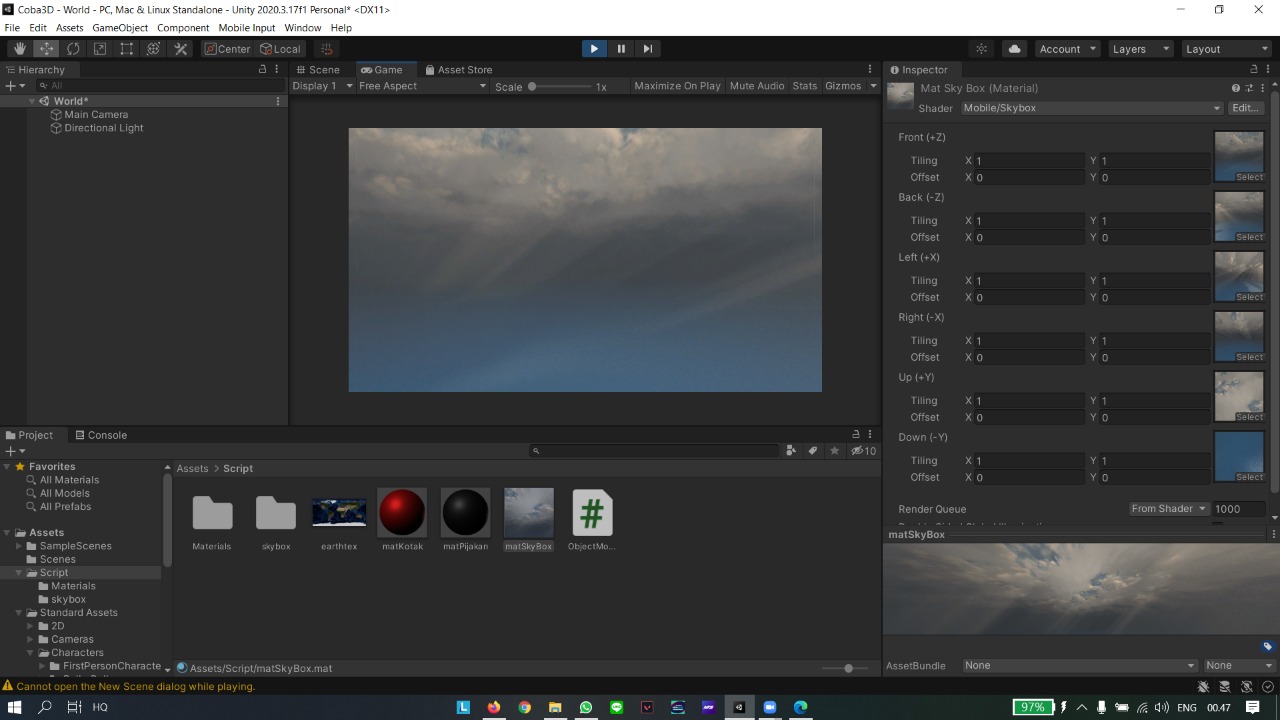 Coba3D - World - PC, Mac & Linux Standalone - Unity 2020.3.17f1 Personal* <DX11>
File Edit Assets GameObject Component Mobile Input Window Help
Center Local Account Layers Layout
Hierarchy
All
World*
Main Camera
Directional Light
Scene Game Asset Store
Display 1 Free Aspect Scale 1x Maximize On Play Mute Audio Stats Gizmos
Inspector
Mat Sky Box (Material)
Shader Mobile/Skybox Edit...
Front (+Z)
Tiling X 1 Y 1
Offset X 0 Y 0
Select
Back (-Z)
Tiling X 1 Y 1
Offset X 0 Y 0
Select
Left (+X)
Tiling X 1 Y 1
Offset X 0 Y 0
Select
Right (-X)
Tiling X 1 Y 1
Offset X 0 Y 0
Select
Up (+Y)
Tiling X 1 Y 1
Offset X 0 Y 0
Select
Down (-Y)
Tiling X 1 Y 1
Offset X 0 Y 0
Select
Render Queue From Shader 1000
matSkyBox
AssetBundle None None
Project Console
10
Favorites
All Materials
All Models
All Prefabs
Assets
SampleScenes
Scenes
Script
Materials
skybox
Standard Assets
2D
Cameras
Characters
FirstPersonCharacte
Assets > Script
Materials skybox earthtex matKotak matPijakan matSkyBox ObjectMo...
Assets/Script/matSkyBox.mat
Cannot open the New Scene dialog while playing.
HQ
97% ENG 00.47